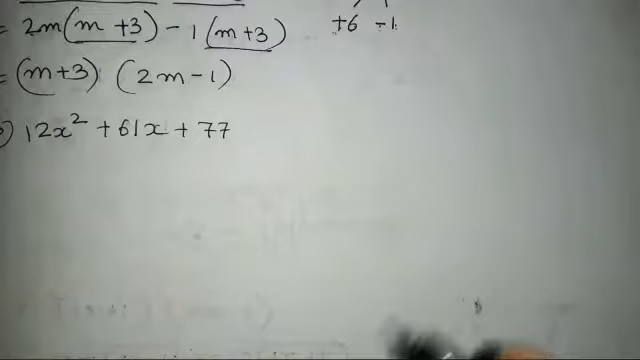 = 2m(m+3) - 1(m+3)
+6 -1
= (m+3) (2m-1)
) 12x² + 61x + 77